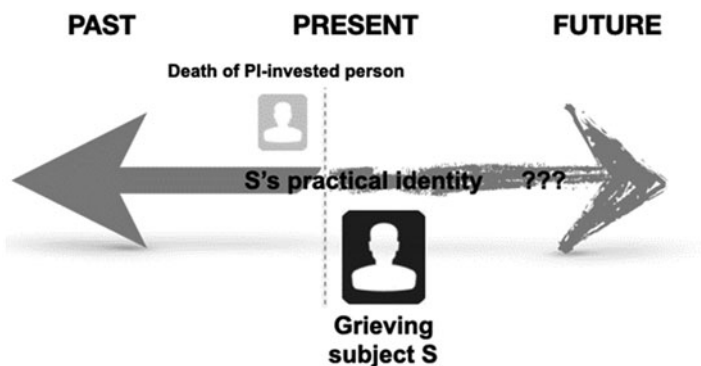 PAST PRESENT FUTURE
Death of PI-invested person
S's practical identity ???
Grieving
subject S